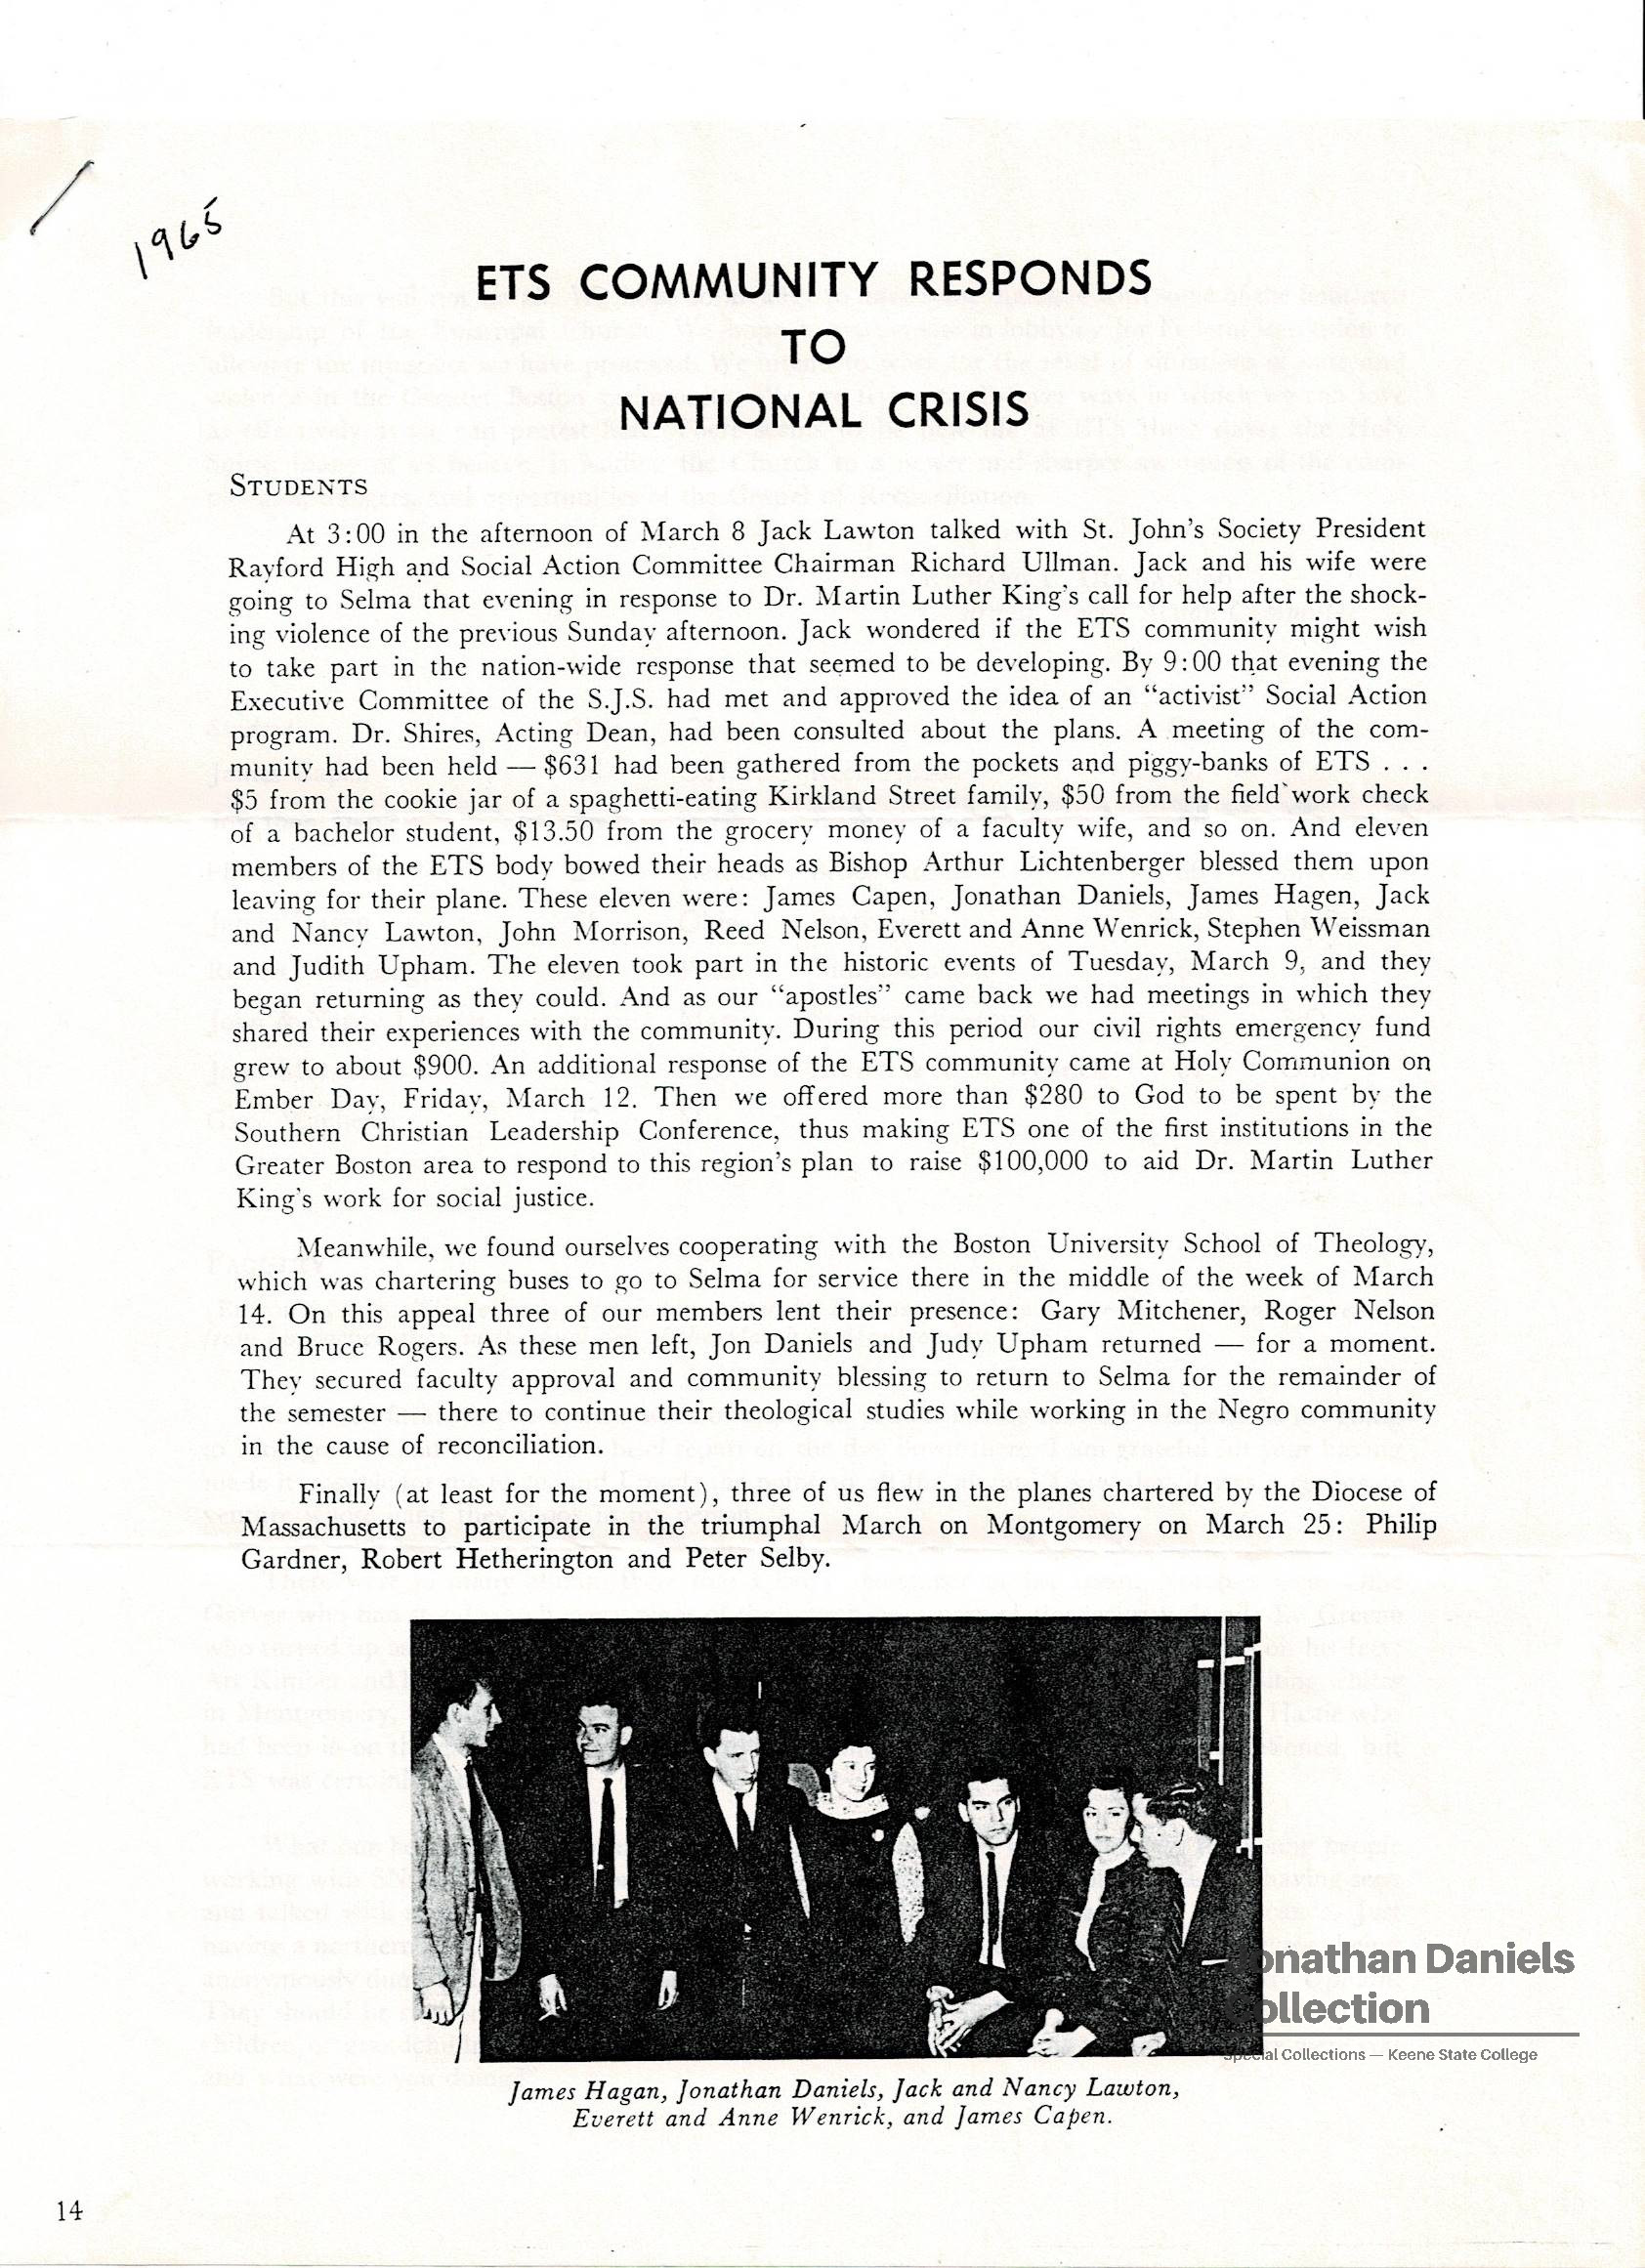 1965
ETS COMMUNITY RESPONDS
TO
NATIONAL CRISIS
STUDENTS
At 3:00 in the afternoon of March 8 Jack Lawton talked with St. John's Society President
Rayford High and Social Action Committee Chairman Richard Ullman. Jack and his wife were
going to Selma that evening in response to Dr. Martin Luther King's call for help after the shock-
ing violence of the previous Sunday afternoon. Jack wondered if the ETS community might wish
to take part in the nation-wide response that seemed to be developing. By 9:00 that evening the
Executive Committee of the S.J.S. had met and approved the idea of an "activist" Social Action
program. Dr. Shires, Acting Dean, had been consulted about the plans. A meeting of the com-
munity had been held — $631 had been gathered from the pockets and piggy-banks of ETS . . .
$5 from the cookie jar of a spaghetti-eating Kirkland Street family, $50 from the field work check
of a bachelor student, $13.50 from the grocery money of a faculty wife, and so on. And eleven
members of the ETS body bowed their heads as Bishop Arthur Lichtenberger blessed them upon
leaving for their plane. These eleven were: James Capen, Jonathan Daniels, James Hagen, Jack
and Nancy Lawton, John Morrison, Reed Nelson, Everett and Anne Wenrick, Stephen Weissman
and Judith Upham. The eleven took part in the historic events of Tuesday, March 9, and they
began returning as they could. And as our "apostles" came back we had meetings in which they
shared their experiences with the community. During this period our civil rights emergency fund
grew to about $900. An additional response of the ETS community came at Holy Communion on
Ember Day, Friday, March 12. Then we offered more than $280 to God to be spent by the
Southern Christian Leadership Conference, thus making ETS one of the first institutions in the
Greater Boston area to respond to this region's plan to raise $100,000 to aid Dr. Martin Luther
King's work for social justice.
Meanwhile, we found ourselves cooperating with the Boston University School of Theology,
which was chartering buses to go to Selma for service there in the middle of the week of March
14. On this appeal three of our members lent their presence: Gary Mitchener, Roger Nelson
and Bruce Rogers. As these men left, Jon Daniels and Judy Upham returned — for a moment.
They secured faculty approval and community blessing to return to Selma for the remainder of
the semester — there to continue their theological studies while working in the Negro community
in the cause of reconciliation.
Finally (at least for the moment), three of us flew in the planes chartered by the Diocese of
Massachusetts to participate in the triumphal March on Montgomery on March 25: Philip
Gardner, Robert Hetherington and Peter Selby.
Jonathan Daniels
Collection
Special Collections — Keene State College
James Hagan, Jonathan Daniels, Jack and Nancy Lawton,
Everett and Anne Wenrick, and James Capen.
14